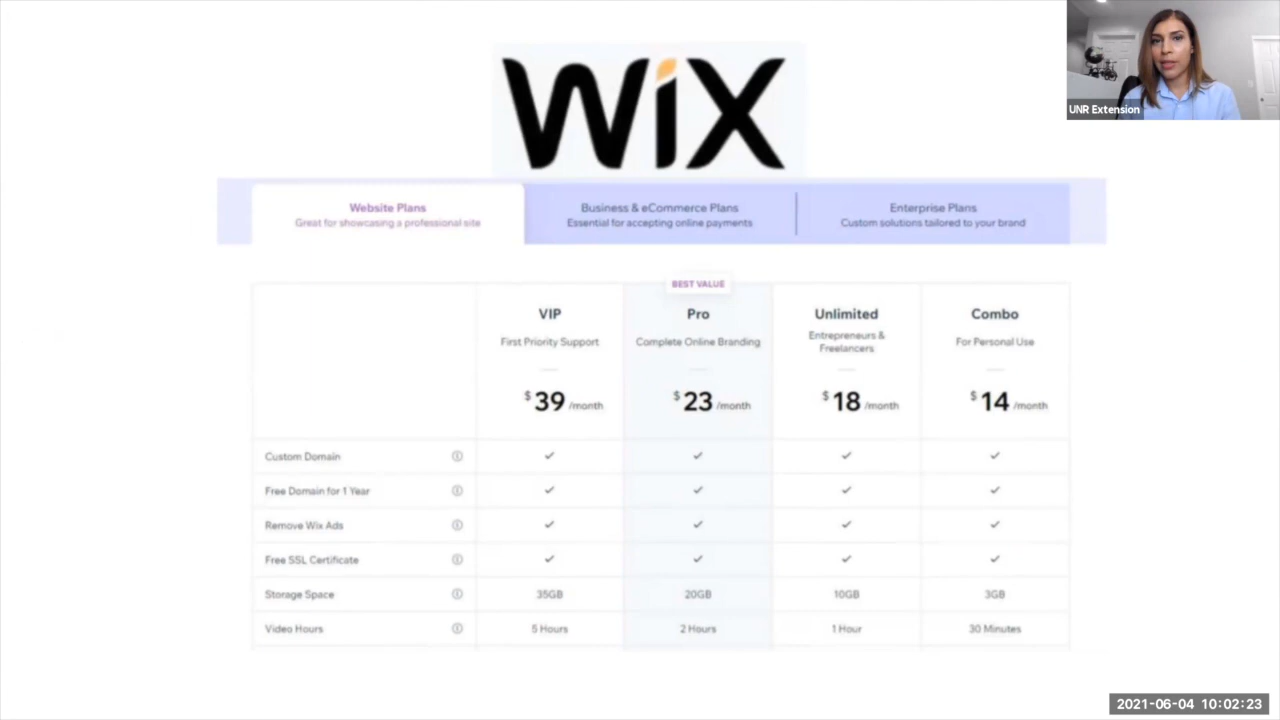 WiX
UNR Extension
Website Plans
Great for showcasing a professional site
Business & eCommerce Plans
Essential for accepting online payments
Enterprise Plans
Custom solutions tailored to your brand
BEST VALUE
VIP
First Priority Support
$ 39 /month
Pro
Complete Online Branding
$ 23 /month
Unlimited
Entrepreneurs &
Freelancers
$ 18 /month
Combo
For Personal Use
$ 14 /month
Custom Domain
Free Domain for 1 Year
Remove Wix Ads
Free SSL Certificate
Storage Space 35GB 20GB 10GB 3GB
Video Hours 5 Hours 2 Hours 1 Hour 30 Minutes
2021-06-04 10:02:23